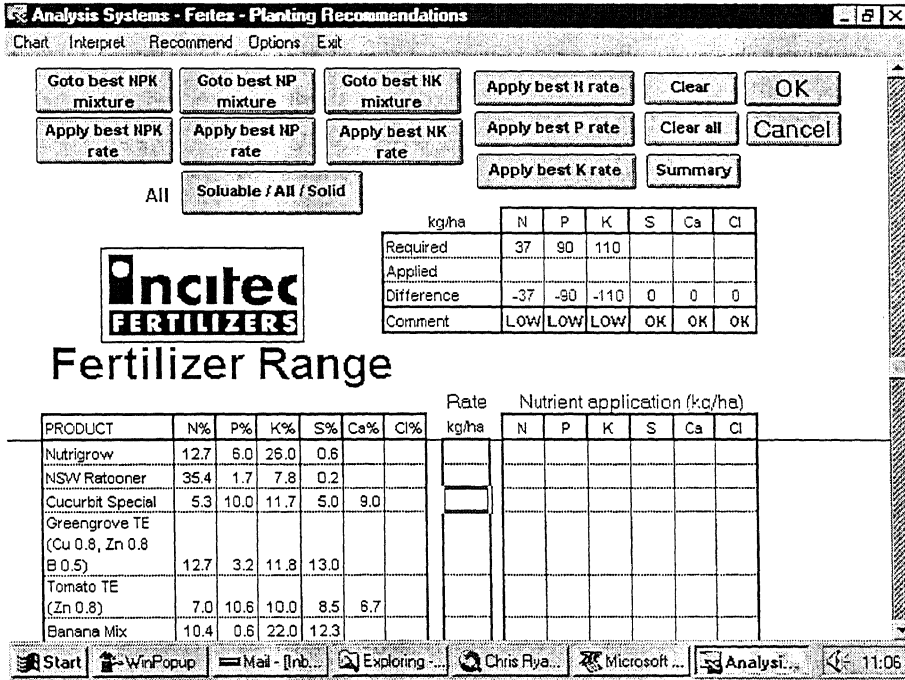 Analysis Systems - Fertex - Planting Recommendations
Chart Interpret Recommend Options Exit
Goto best NPK mixture Goto best NP mixture Goto best NK mixture Apply best N rate Clear OK
Apply best NPK rate Apply best NP rate Apply best NK rate Apply best P rate Clear all Cancel
Apply best K rate Summary
All Soluable / All / Solid
kg/ha N P K S Ca Cl
Required 37 90 110
Applied
Difference -37 -90 -110 0 0 0
Comment LOW LOW LOW OK OK OK
Incitec
FERTILIZERS
Fertilizer Range
Rate Nutrient application (kg/ha)
PRODUCT N% P% K% S% Ca% Cl% kg/ha N P K S Ca Cl
Nutrigrow 12.7 6.0 26.0 0.6
NSW Ratooner 35.4 1.7 7.8 0.2
Cucurbit Special 5.3 10.0 11.7 5.0 9.0
Greengrove TE
(Cu 0.8, Zn 0.8
B 0.5) 12.7 3.2 11.8 13.0
Tomato TE
(Zn 0.8) 7.0 10.6 10.0 8.5 6.7
Banana Mix 10.4 0.6 22.0 12.3
Start WinPopup Mail - [Inb... Exploring -... Chris Rya... Microsoft ... Analysi... 11:06